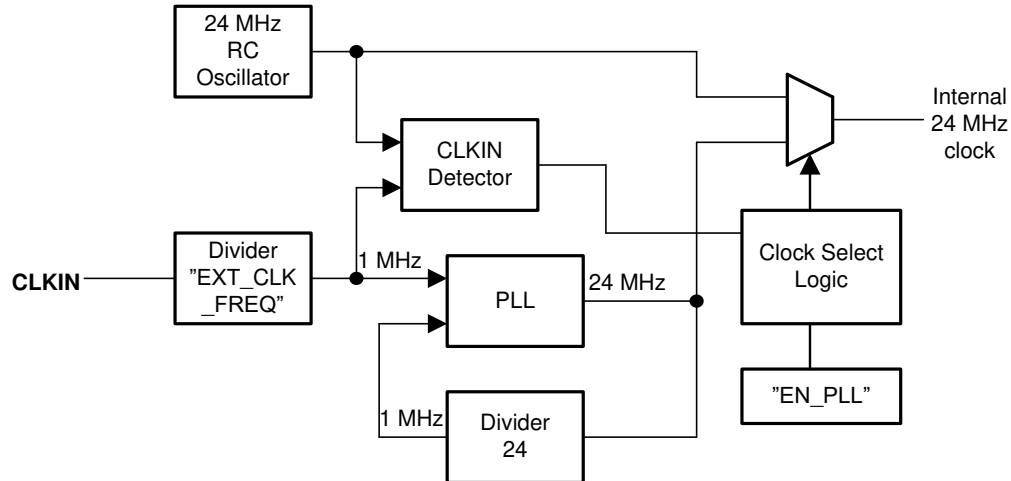 24 MHz
RC
Oscillator
Internal
24 MHz
clock
CLKIN
Detector
CLKIN
Divider
”EXT_CLK
_FREQ”
1 MHz
PLL
24 MHz
Clock Select
Logic
”EN_PLL”
1 MHz
Divider
24